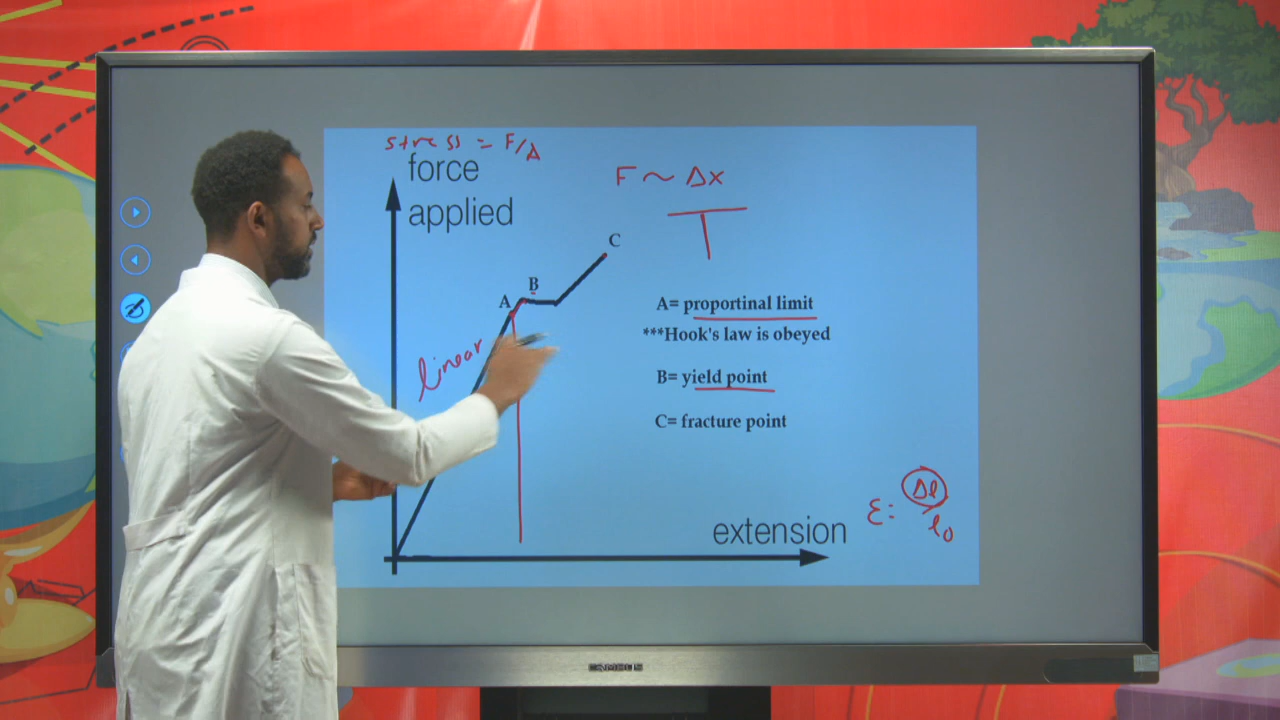 stress = F/A
force
applied
F ~ Δx
C
B
A
A= proportinal limit
***Hook's law is obeyed
linear
B= yield point
C= fracture point
ε = Δl/l₀
extension